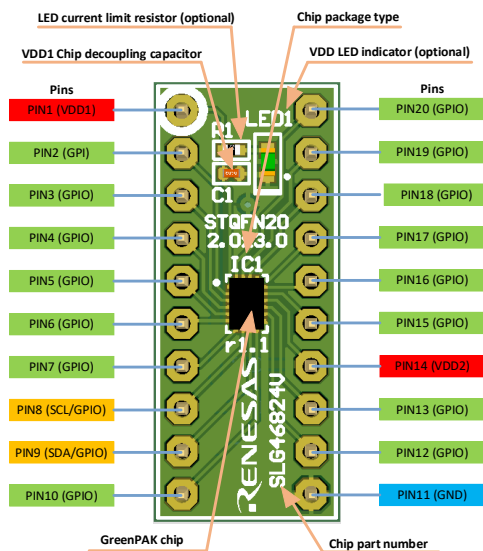 LED current limit resistor (optional)
Chip package type
VDD1 Chip decoupling capacitor
VDD LED indicator (optional)
Pins
Pins
PIN1 (VDD1)
PIN2 (GPI)
PIN3 (GPIO)
PIN4 (GPIO)
PIN5 (GPIO)
PIN6 (GPIO)
PIN7 (GPIO)
PIN8 (SCL/GPIO)
PIN9 (SDA/GPIO)
PIN10 (GPIO)
R1
LED1
C1
STQFN20
2.0x3.0
IC1
r1.1
RENESAS
SLG46824V
PIN20 (GPIO)
PIN19 (GPIO)
PIN18 (GPIO)
PIN17 (GPIO)
PIN16 (GPIO)
PIN15 (GPIO)
PIN14 (VDD2)
PIN13 (GPIO)
PIN12 (GPIO)
PIN11 (GND)
GreenPAK chip
Chip part number